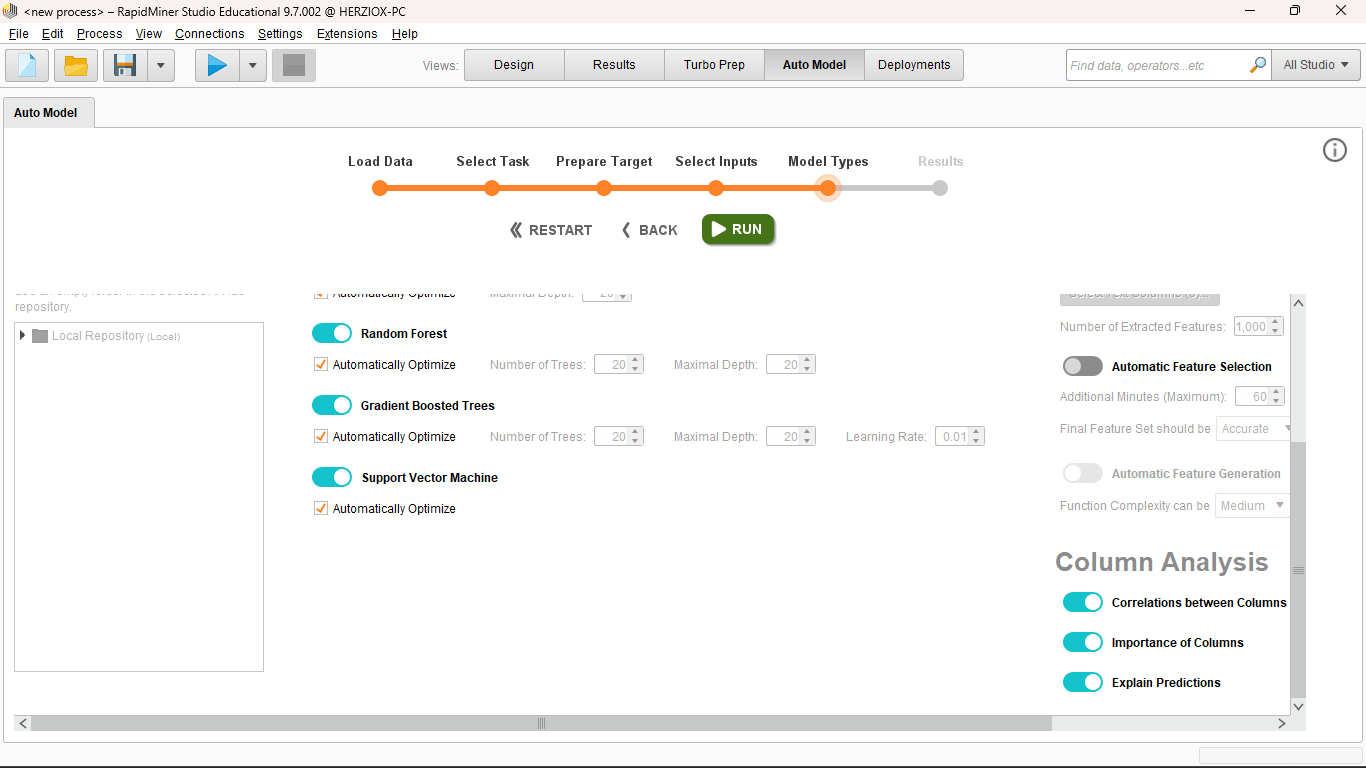 <new process> – RapidMiner Studio Educational 9.7.002 @ HERZIOX-PC
File Edit Process View Connections Settings Extensions Help
Views: Design Results Turbo Prep Auto Model Deployments
Find data, operators...etc
All Studio
Auto Model
Load Data Select Task Prepare Target Select Inputs Model Types Results
RESTART BACK RUN
repository.
Local Repository (Local)
Automatically Optimize Maximal Depth: 20
Random Forest
Automatically Optimize Number of Trees: 20 Maximal Depth: 20
Gradient Boosted Trees
Automatically Optimize Number of Trees: 20 Maximal Depth: 20 Learning Rate: 0.01
Support Vector Machine
Automatically Optimize
Number of Extracted Features: 1,000
Automatic Feature Selection
Additional Minutes (Maximum): 60
Final Feature Set should be Accurate
Automatic Feature Generation
Function Complexity can be Medium
Column Analysis
Correlations between Columns
Importance of Columns
Explain Predictions